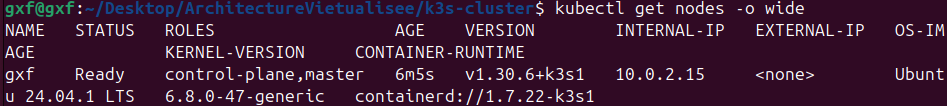 gxf@gxf:~/Desktop/ArchitectureVietualisee/k3s-cluster$ kubectl get nodes -o wide
NAME   STATUS   ROLES                  AGE    VERSION        INTERNAL-IP   EXTERNAL-IP   OS-IM
AGE             KERNEL-VERSION     CONTAINER-RUNTIME
gxf    Ready    control-plane,master   6m5s   v1.30.6+k3s1   10.0.2.15     <none>        Ubunt
u 24.04.1 LTS   6.8.0-47-generic   containerd://1.7.22-k3s1